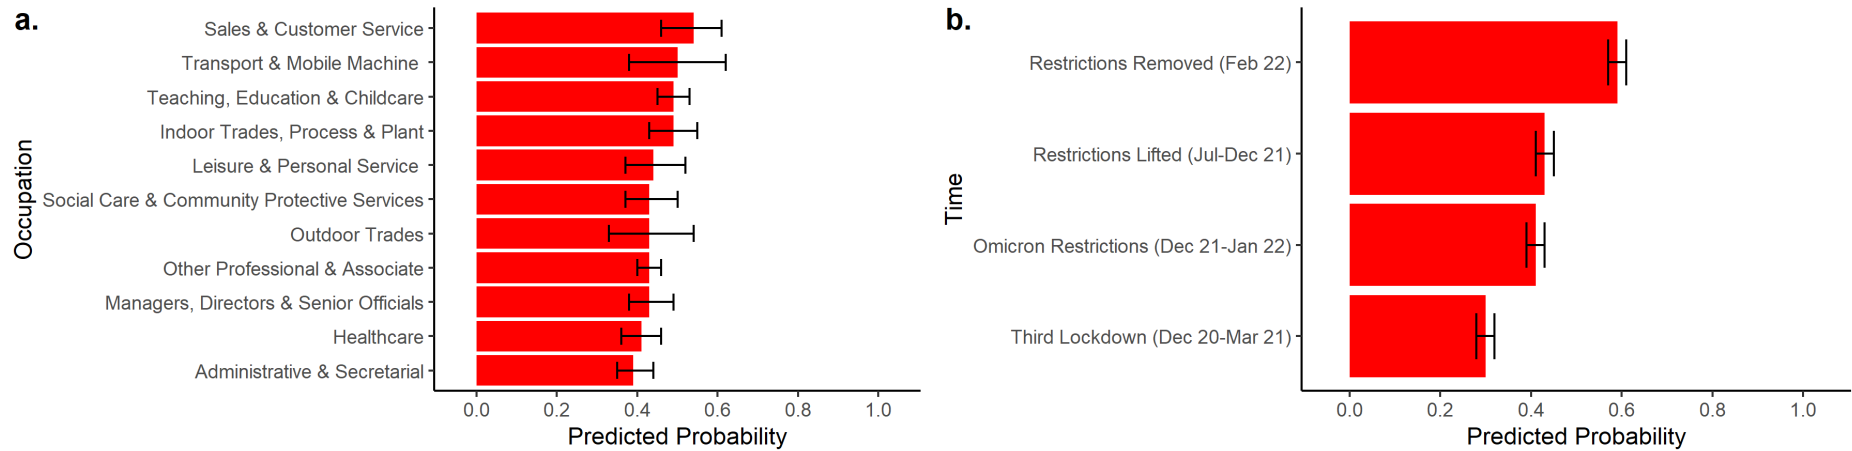 a.
Occupation
Sales & Customer Service
Transport & Mobile Machine
Teaching, Education & Childcare
Indoor Trades, Process & Plant
Leisure & Personal Service
Social Care & Community Protective Services
Outdoor Trades
Other Professional & Associate
Managers, Directors & Senior Officials
Healthcare
Administrative & Secretarial
0.0 0.2 0.4 0.6 0.8 1.0
Predicted Probability
b.
Time
Restrictions Removed (Feb 22)
Restrictions Lifted (Jul-Dec 21)
Omicron Restrictions (Dec 21-Jan 22)
Third Lockdown (Dec 20-Mar 21)
0.0 0.2 0.4 0.6 0.8 1.0
Predicted Probability